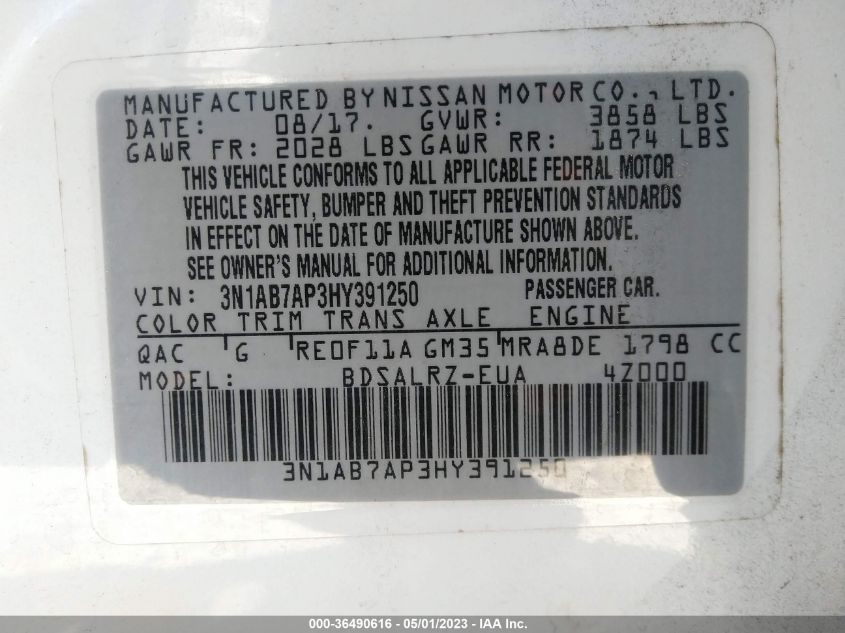 MANUFACTURED BY NISSAN MOTOR CO., LTD.
DATE: 08/17. GVWR: 3858 LBS
GAWR FR: 2028 LBS GAWR RR: 1874 LBS
THIS VEHICLE CONFORMS TO ALL APPLICABLE FEDERAL MOTOR
VEHICLE SAFETY, BUMPER AND THEFT PREVENTION STANDARDS
IN EFFECT ON THE DATE OF MANUFACTURE SHOWN ABOVE.
SEE OWNER'S MANUAL FOR ADDITIONAL INFORMATION.
VIN: 3N1AB7AP3HY391250 PASSENGER CAR.
COLOR TRIM TRANS AXLE ENGINE
QAC G RE0F11A GM35 MRA8DE 1798 CC
MODEL: BDSALRZ-EUA 4Z000
3N1AB7AP3HY391250
000-36490616 - 05/01/2023 - IAA Inc.